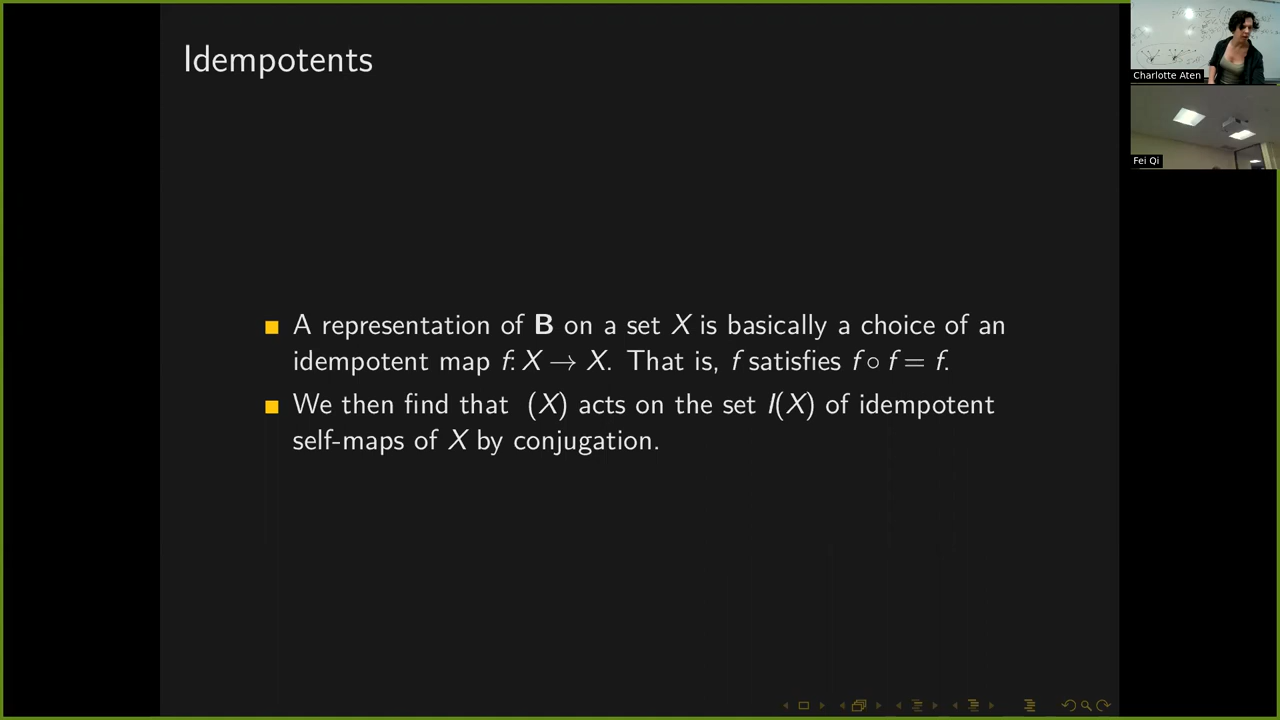 Idempotents
A representation of B on a set X is basically a choice of an
idempotent map f: X → X. That is, f satisfies f ∘ f = f.
We then find that (X) acts on the set I(X) of idempotent
self-maps of X by conjugation.
Charlotte Aten
Fei Qi